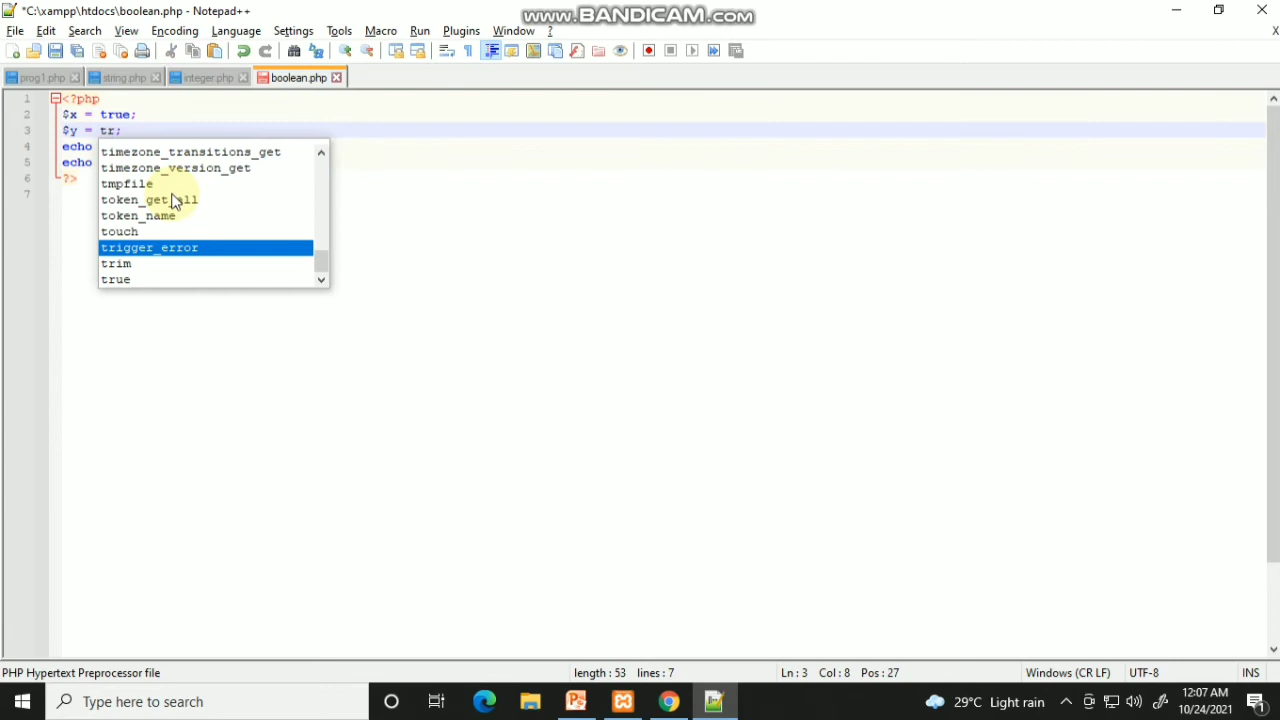 *C:\xampp\htdocs\boolean.php - Notepad++
www.BANDICAM.com
File Edit Search View Encoding Language Settings Tools Macro Run Plugins Window ?
X
prog1.php string.php integer.php boolean.php
1 <?php
2 $x = true;
3 $y = tr;
4 echo
5 echo
6 ?>
7
timezone_transitions_get
timezone_version_get
tmpfile
token_get_all
token_name
touch
trigger_error
trim
true
PHP Hypertext Preprocessor file length : 53 lines : 7 Ln : 3 Col : 8 Pos : 27 Windows (CR LF) UTF-8 INS
Type here to search
29°C Light rain
12:07 AM
10/24/2021
1